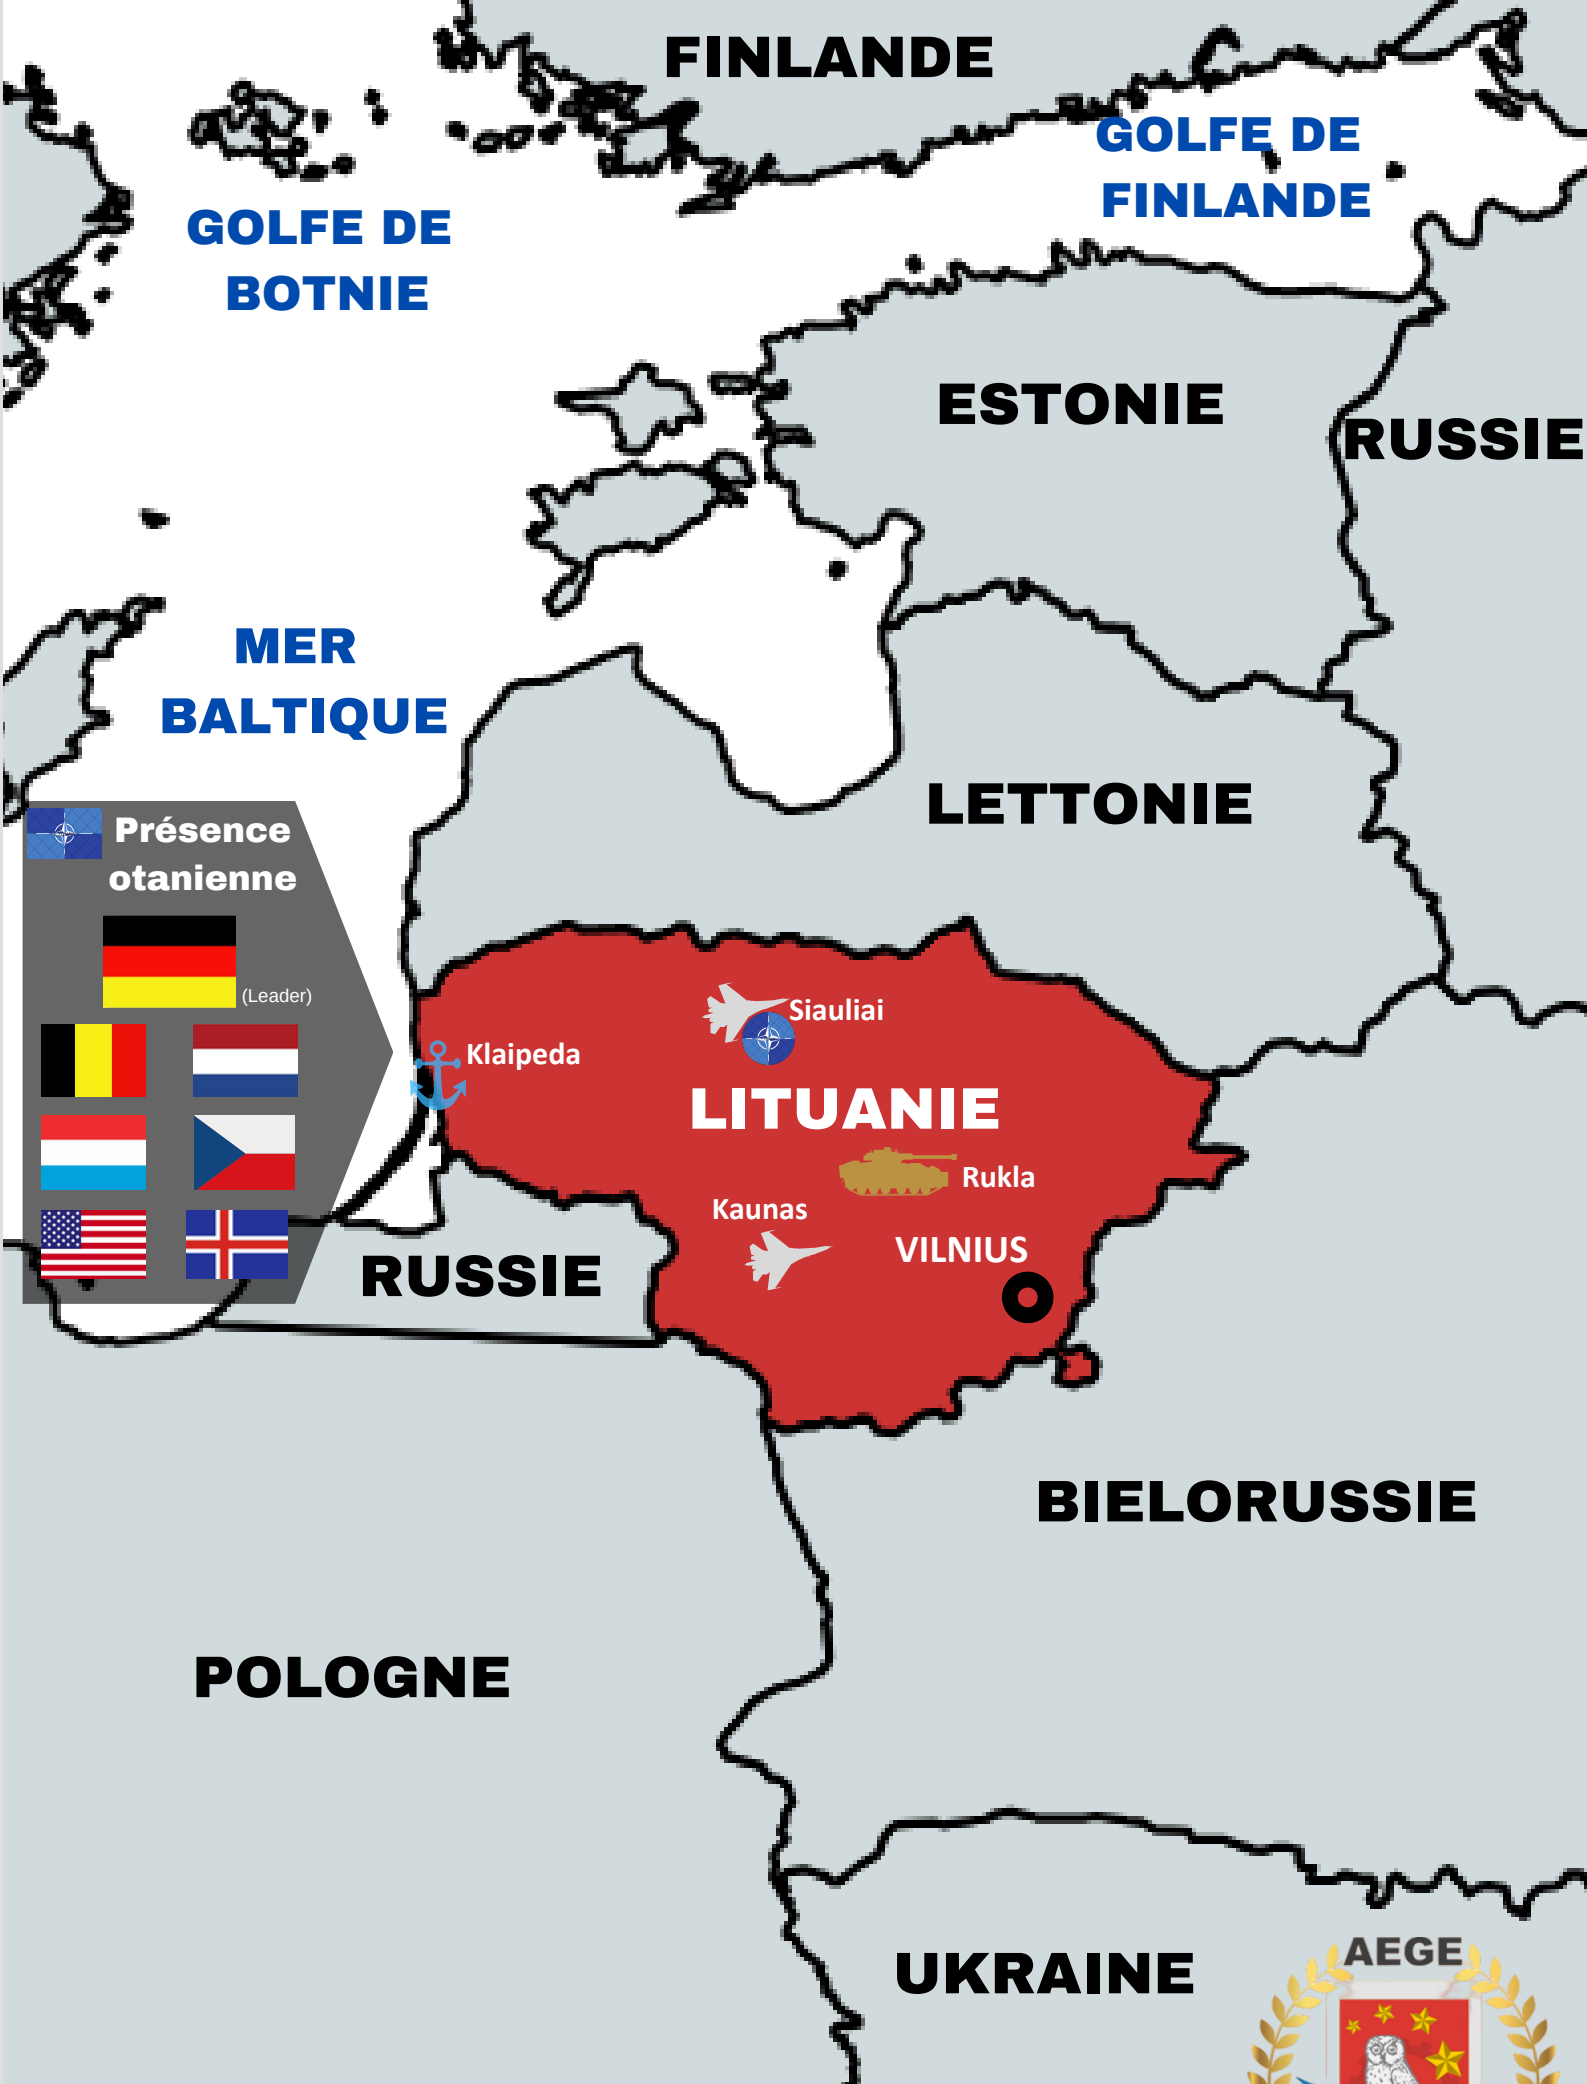 FINLANDE
GOLFE DE
FINLANDE
GOLFE DE
BOTNIE
ESTONIE
RUSSIE
MER
BALTIQUE
LETTONIE
Présence
otanienne
(Leader)
Siauliai
Klaipeda
LITUANIE
Rukla
Kaunas
VILNIUS
RUSSIE
BIELORUSSIE
POLOGNE
UKRAINE
AEGE